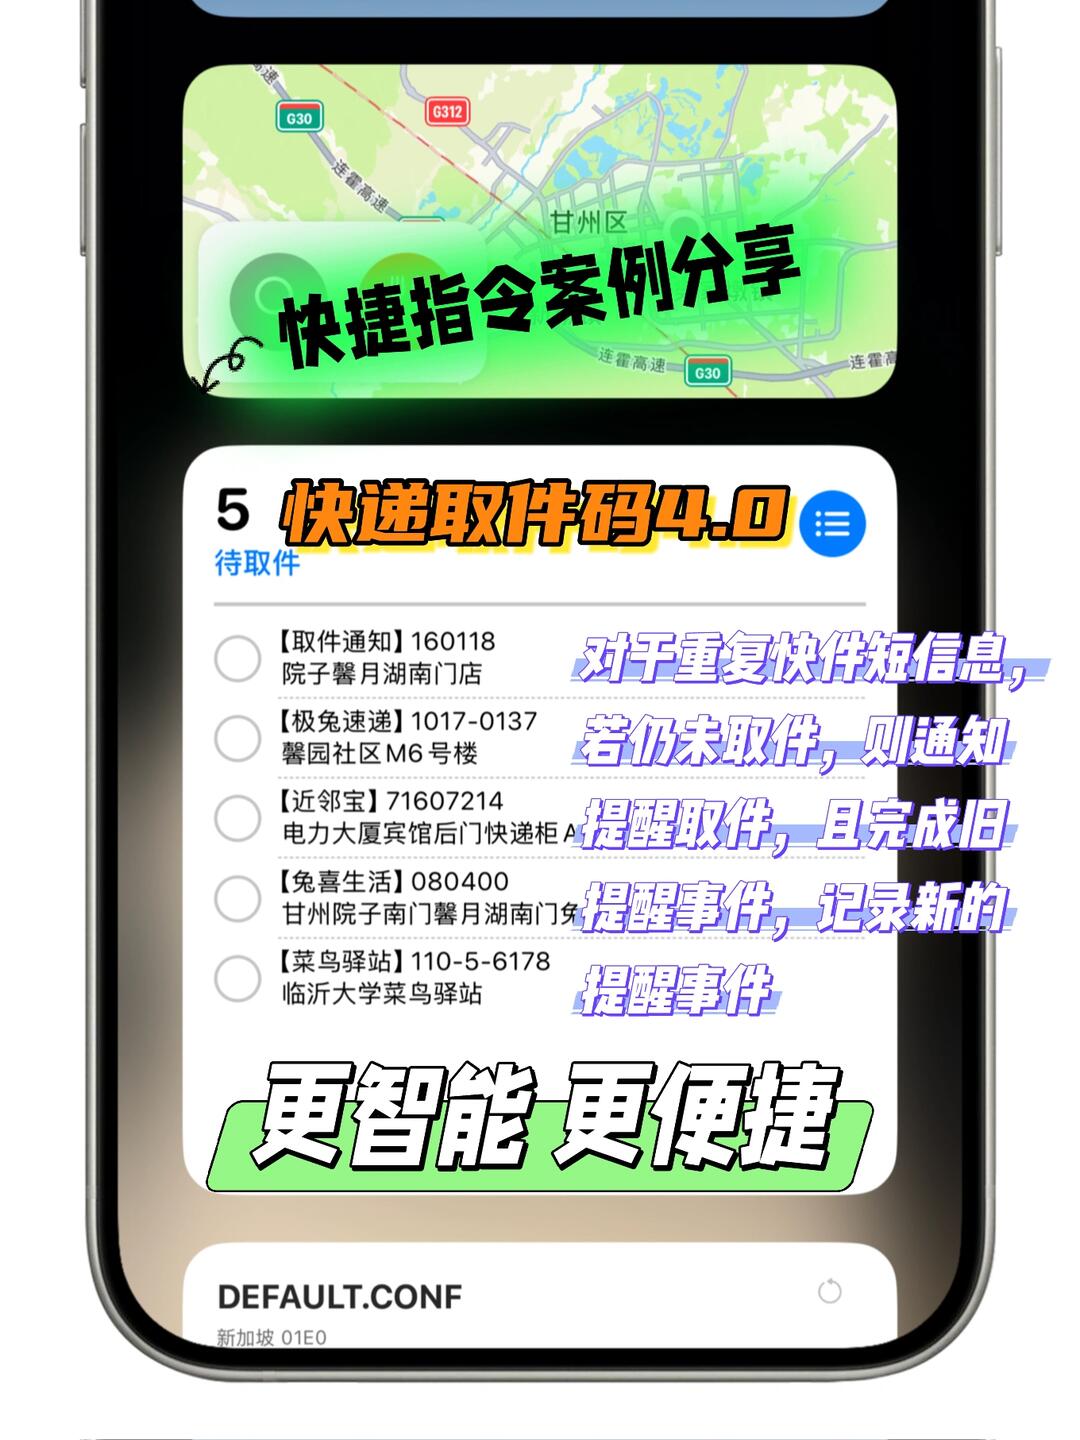 高速
G30
G312
连霍高速
甘州区
快捷指令案例分享
连霍高速
G30
连霍高
5
快递取件码4.0
待取件
【取件通知】160118
院子馨月湖南门店
【极兔速递】1017-0137
馨园社区M6号楼
【近邻宝】71607214
电力大厦宾馆后门快递柜A
【兔喜生活】080400
甘州院子南门馨月湖南门兔
【菜鸟驿站】110-5-6178
临沂大学菜鸟驿站
对于重复快件短信息，
若仍未取件，则通知
提醒取件，且完成旧
提醒事件，记录新的
提醒事件
更智能 更便捷
DEFAULT.CONF
新加坡 01E0